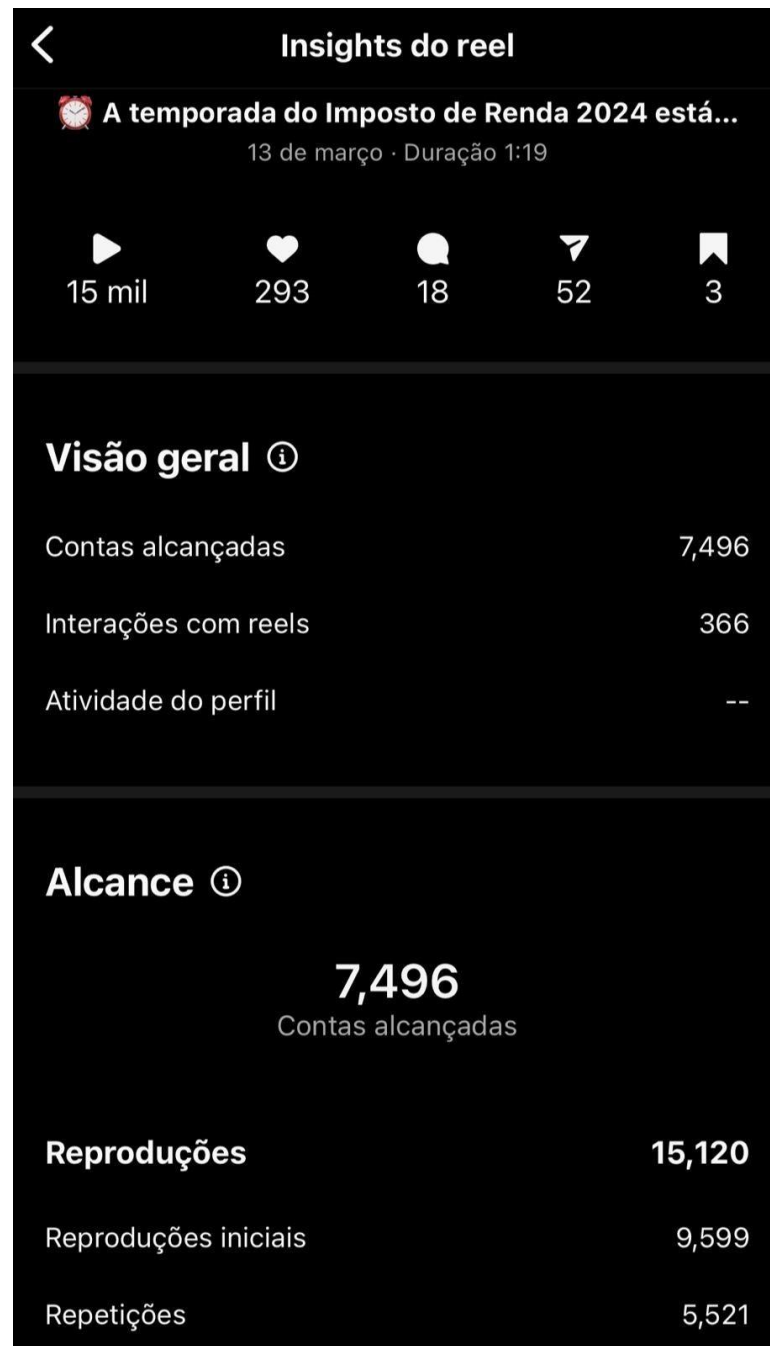 Insights do reel
⏰ A temporada do Imposto de Renda 2024 está...
13 de março · Duração 1:19
15 mil 293 18 52 3
Visão geral
Contas alcançadas 7,496
Interações com reels 366
Atividade do perfil --
Alcance
7,496
Contas alcançadas
Reproduções 15,120
Reproduções iniciais 9,599
Repetições 5,521